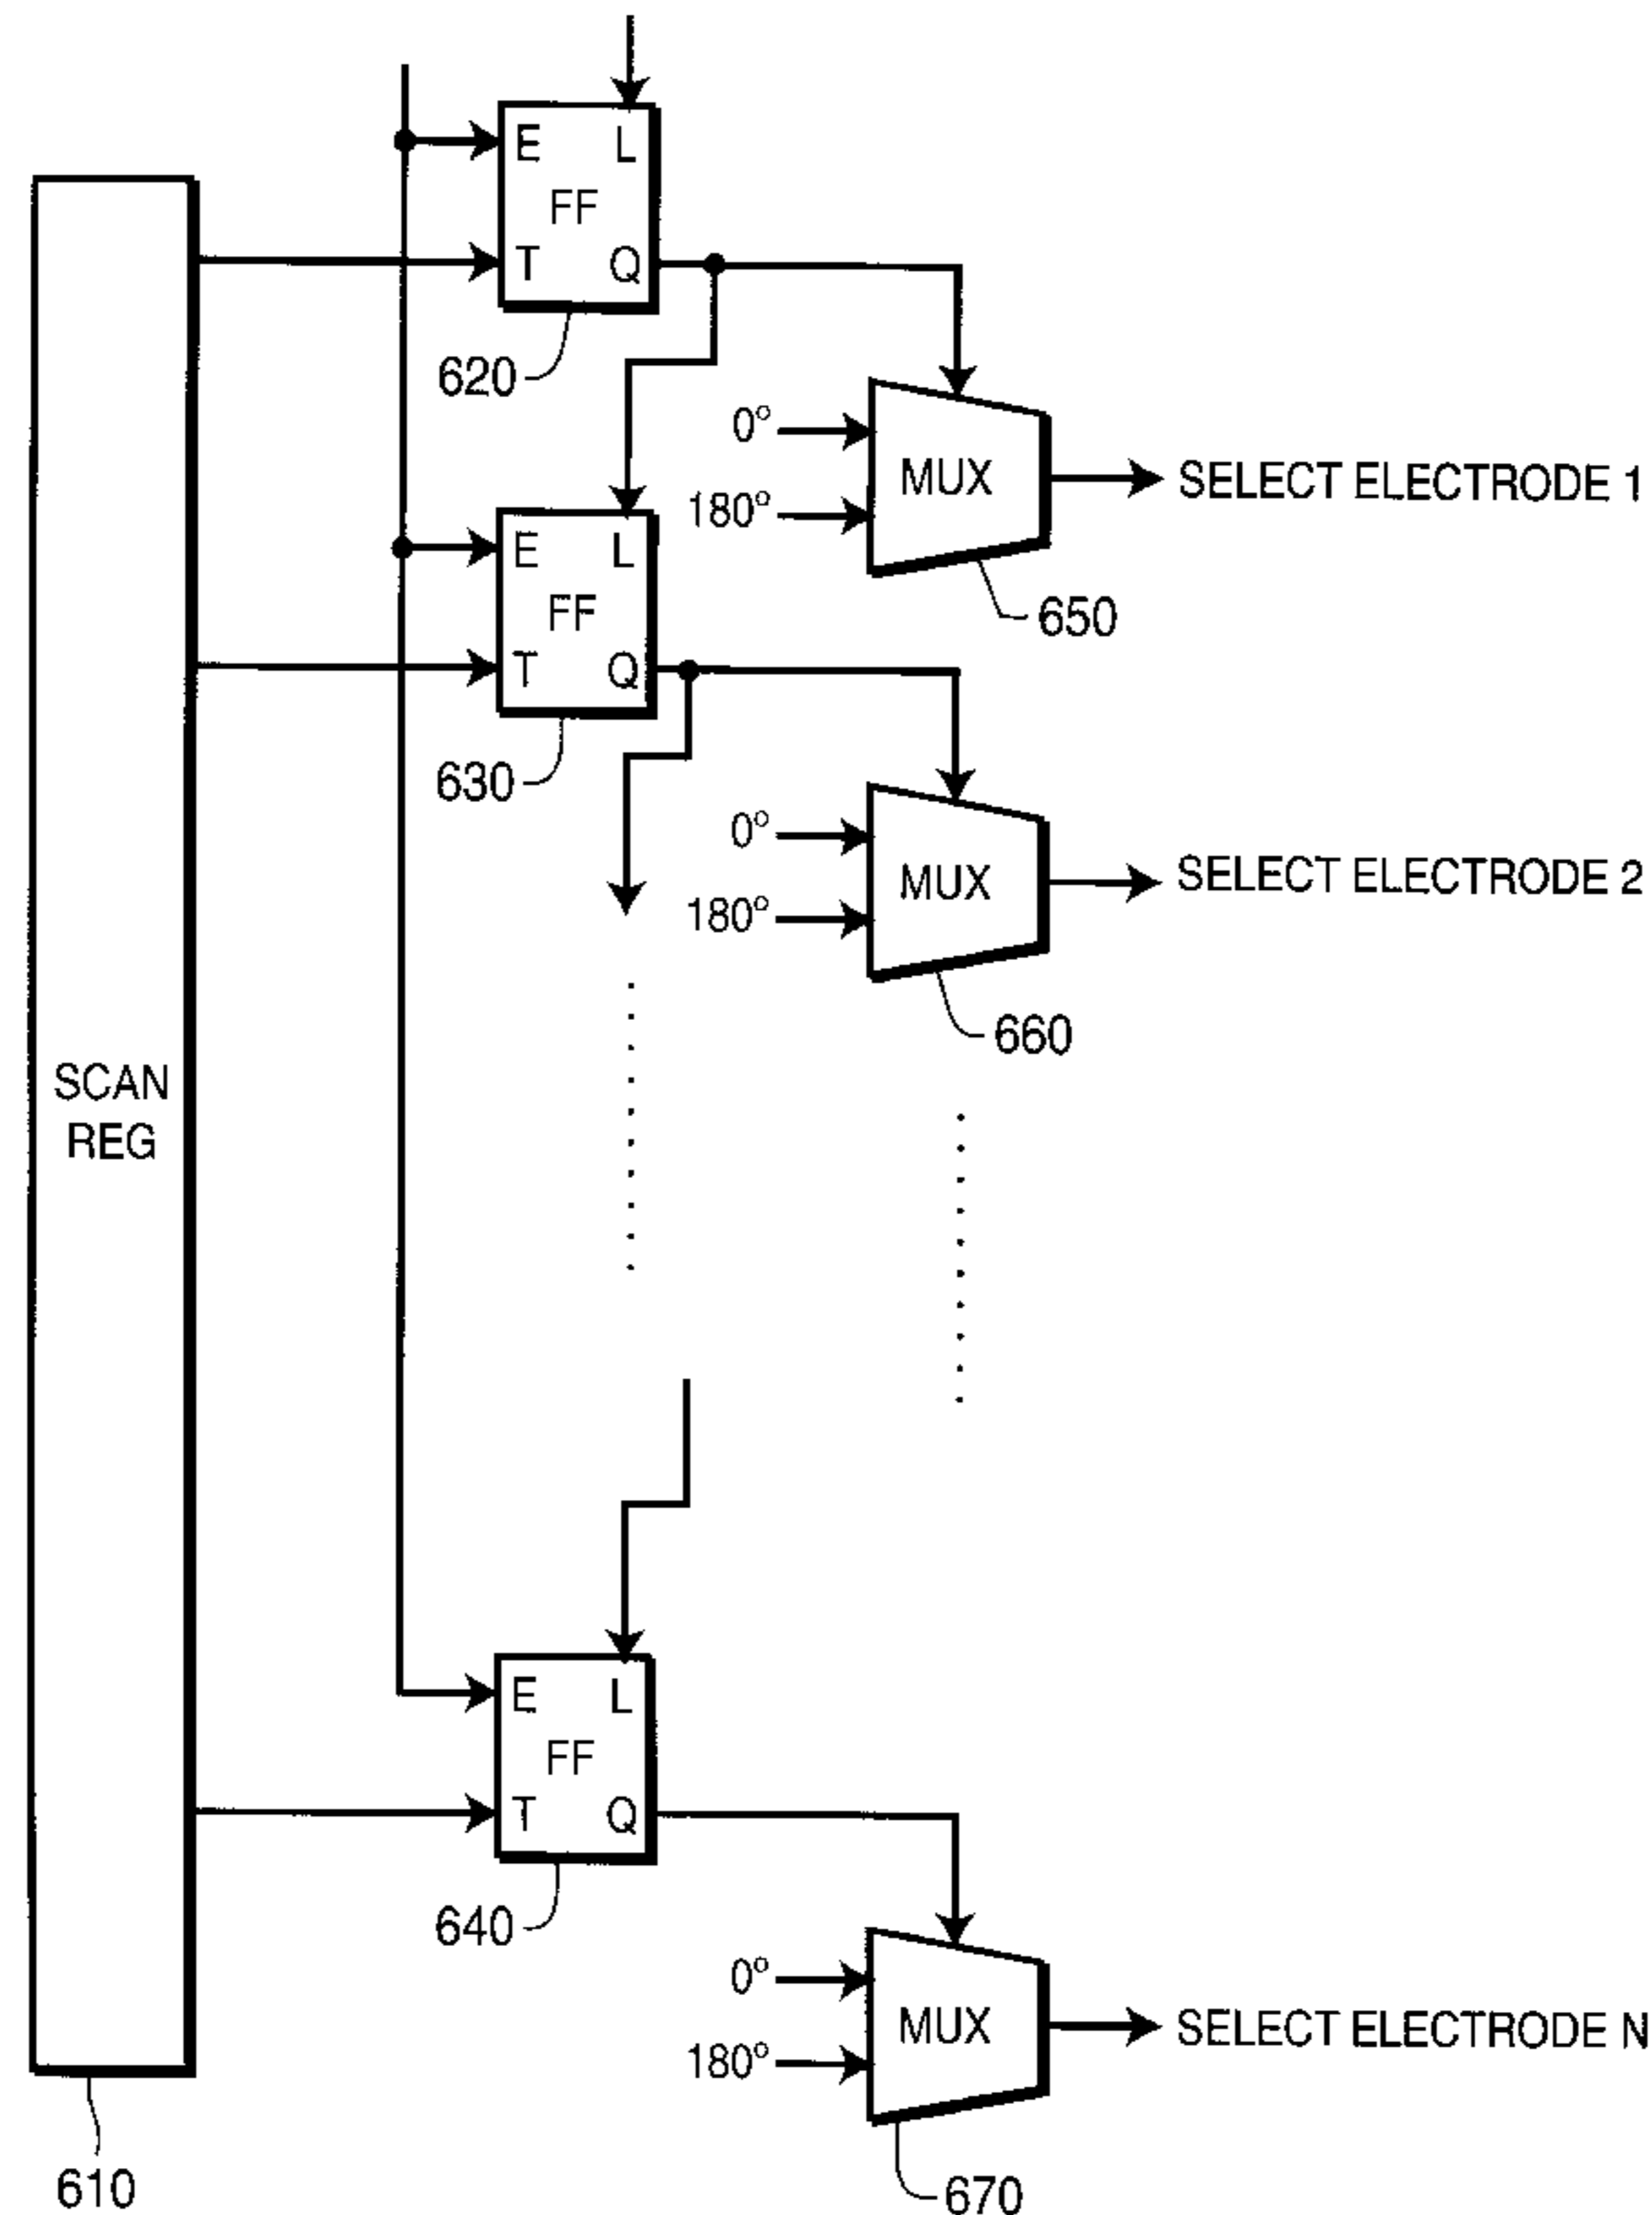 E L
FF
T Q
620
0°
MUX
180°
SELECT ELECTRODE 1
650
E L
FF
T Q
630
0°
MUX
180°
SELECT ELECTRODE 2
660
SCAN
REG
E L
FF
T Q
640
0°
MUX
180°
SELECT ELECTRODE N
670
610